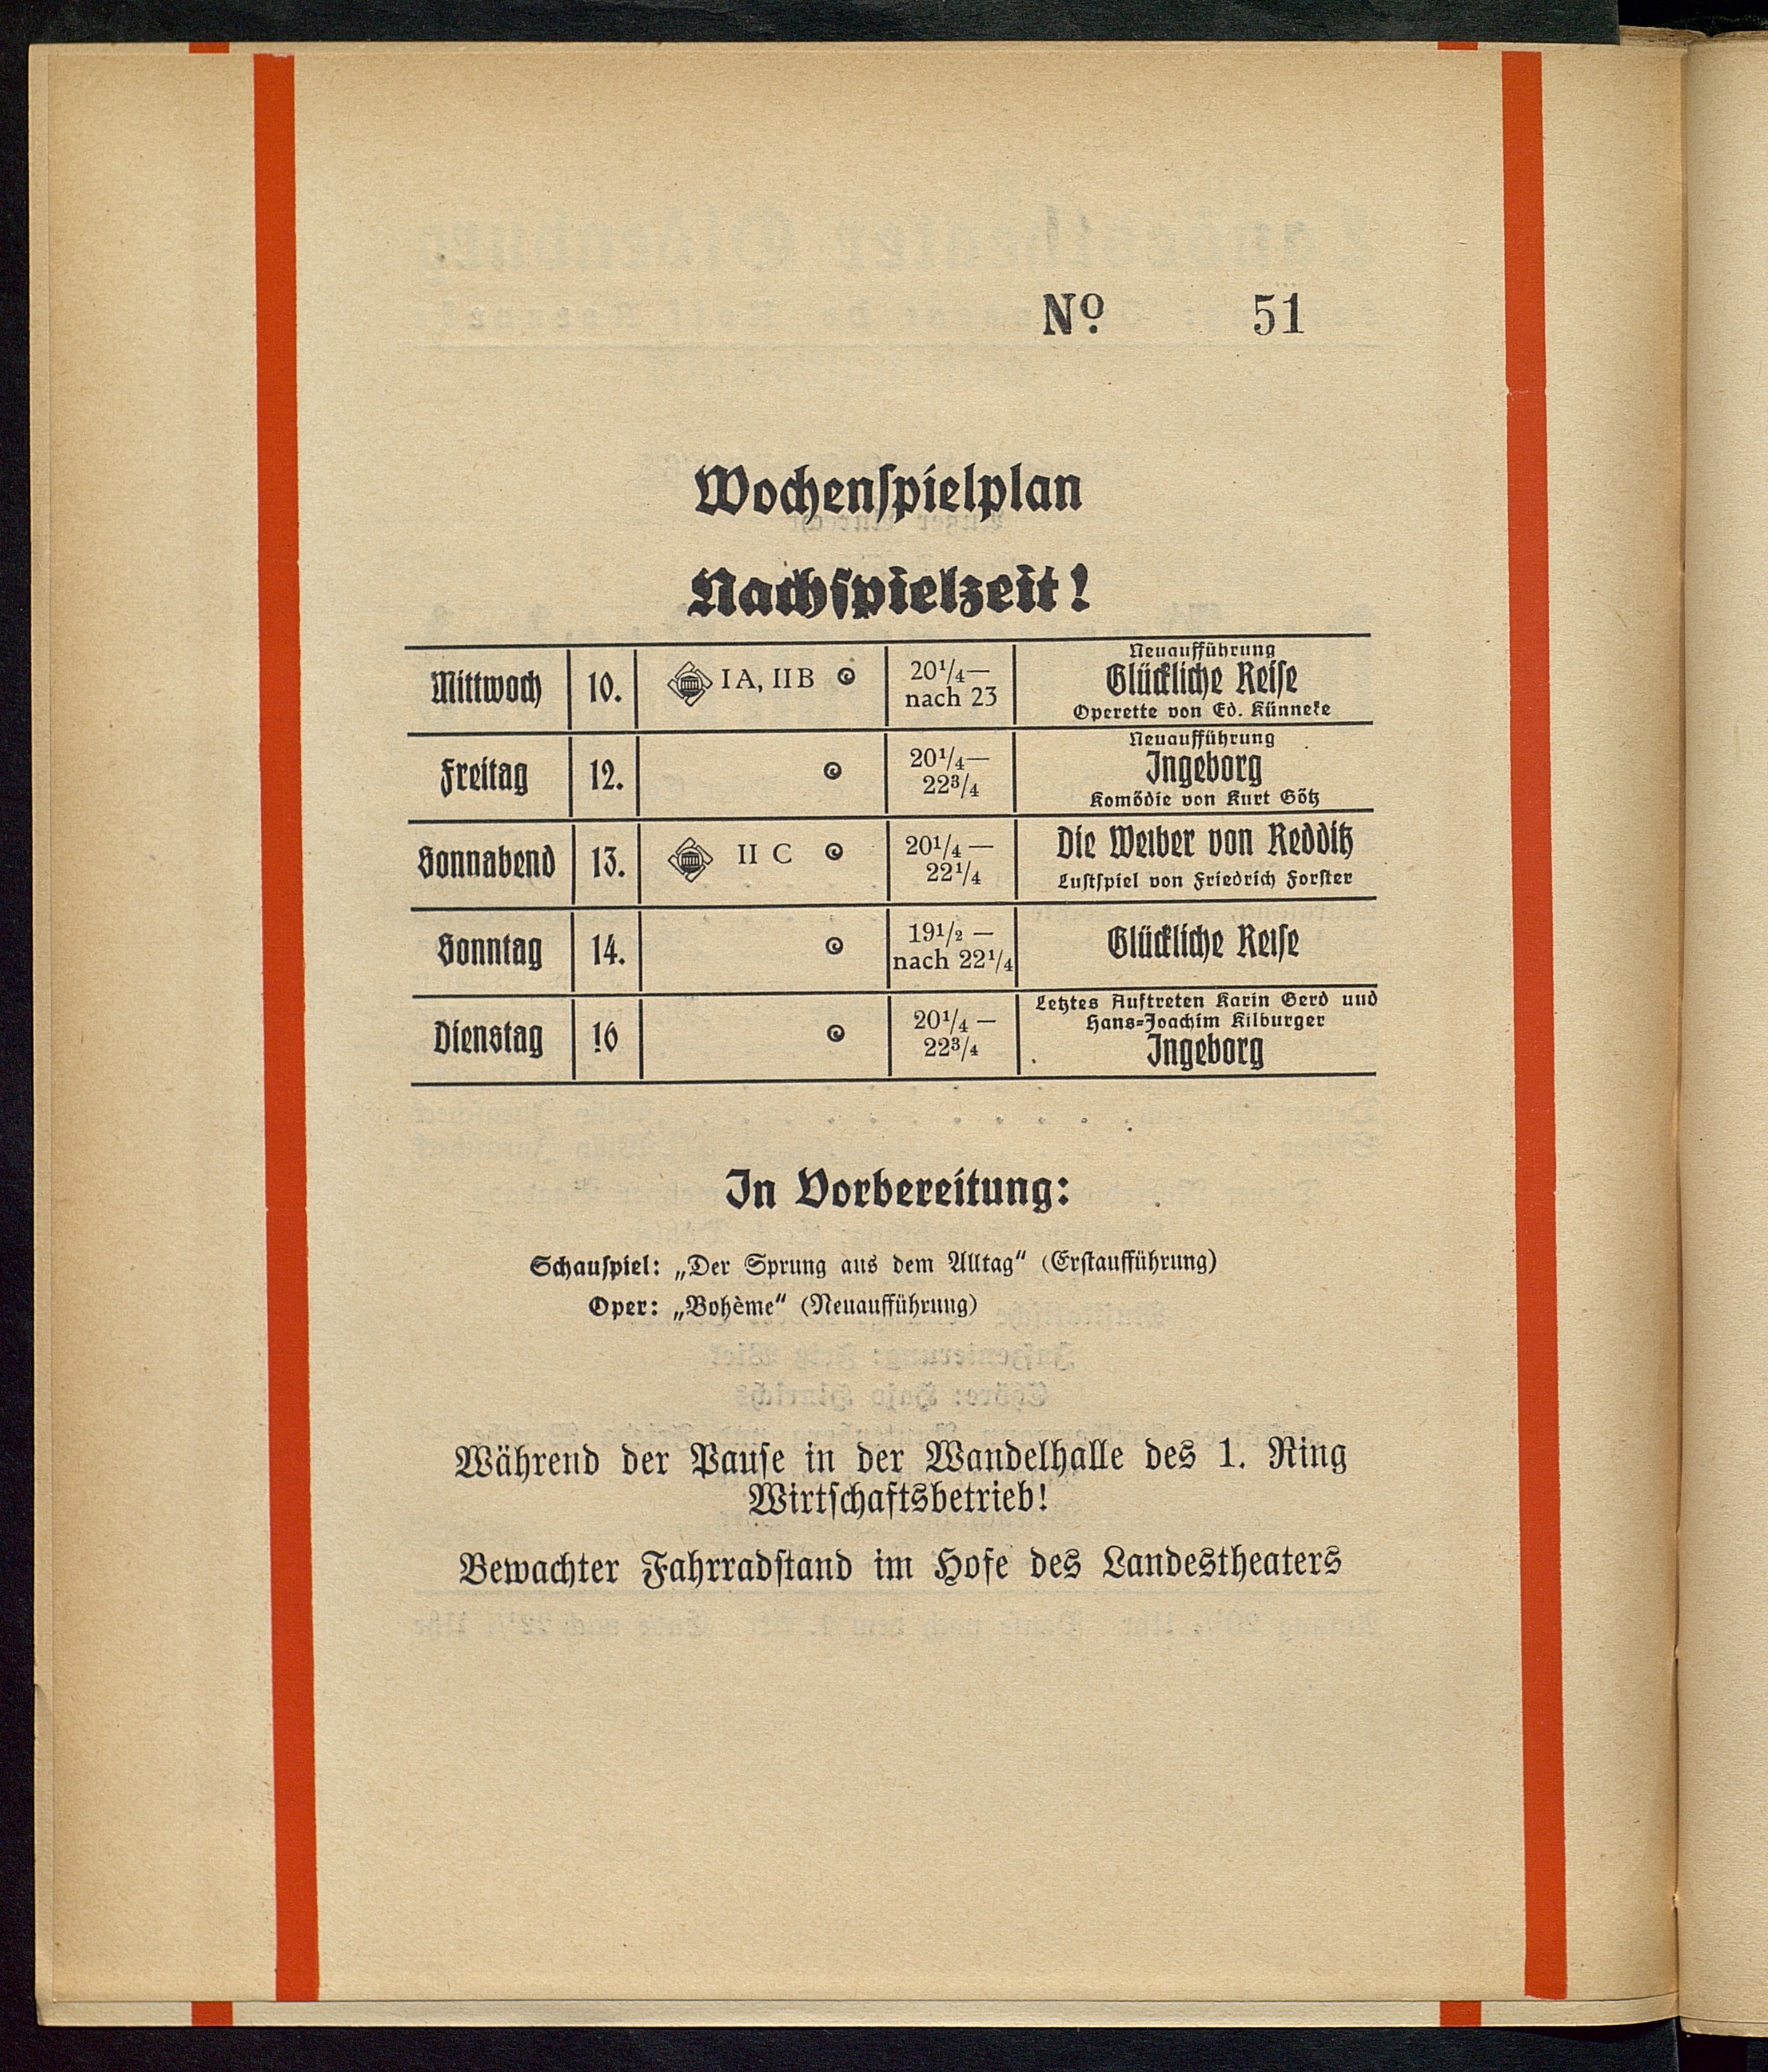 Nº 51
Wochenspielplan
Nachspielzeit!
Mittwoch 10. IA, IIB 20¹/₄— nach 23 Neuaufführung
Glückliche Reise
Operette von Ed. Künneke
Freitag 12. 20¹/₄— 22³/₄ Neuaufführung
Ingeborg
Komödie von Kurt Götz
Sonnabend 13. II C 20¹/₄— 22¹/₄ Die Weiber von Redditz
Lustspiel von Friedrich Forster
Sonntag 14. 19¹/₂— nach 22¹/₄ Glückliche Reise
Dienstag 16 20¹/₄— 22³/₄ Letztes Auftreten Karin Gerd und
Hans=Joachim Kilburger
Ingeborg
In Vorbereitung:
Schauspiel: „Der Sprung aus dem Alltag“ (Erstaufführung)
Oper: „Bohème“ (Neuaufführung)
Während der Pause in der Wandelhalle des 1. Ring
Wirtschaftsbetrieb!
Bewachter Fahrradstand im Hofe des Landestheaters